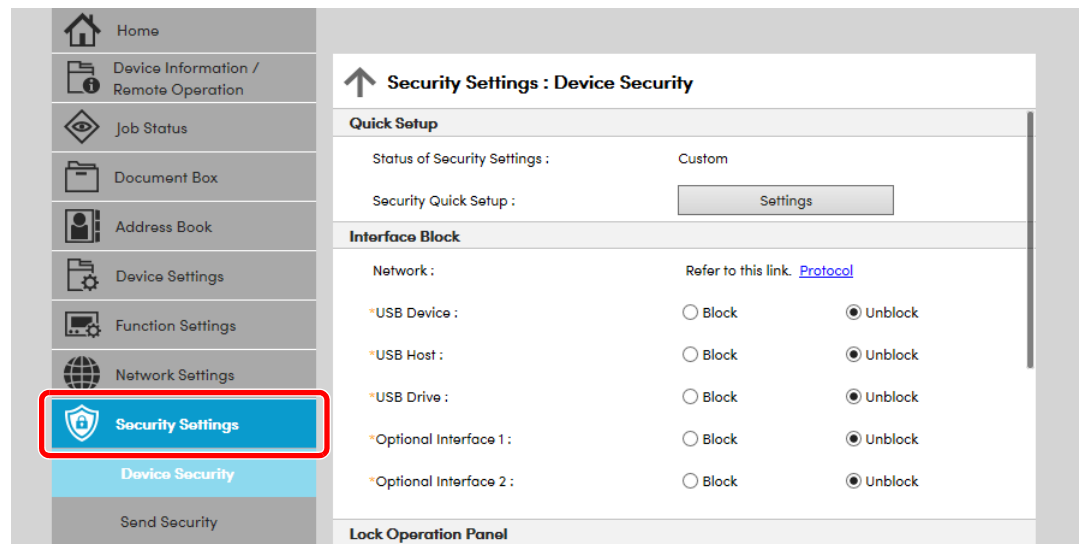 Home
Device Information /
Remote Operation
Job Status
Document Box
Address Book
Device Settings
Function Settings
Network Settings
Security Settings
Device Security
Send Security
Security Settings : Device Security
Quick Setup
Status of Security Settings : Custom
Security Quick Setup : Settings
Interface Block
Network : Refer to this link. Protocol
*USB Device : Block Unblock
*USB Host : Block Unblock
*USB Drive : Block Unblock
*Optional Interface 1 : Block Unblock
*Optional Interface 2 : Block Unblock
Lock Operation Panel